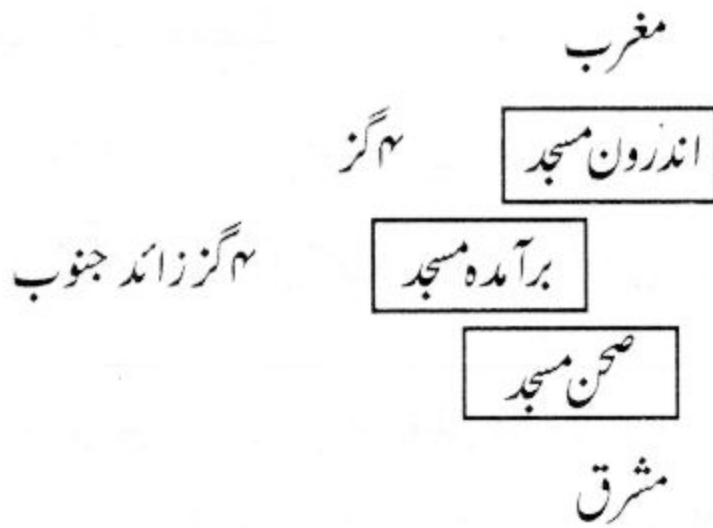 مغرب
اندرون مسجد ۴ گز
برآمدہ مسجد ۴ گز زائد جنوب
صحن مسجد
مشرق